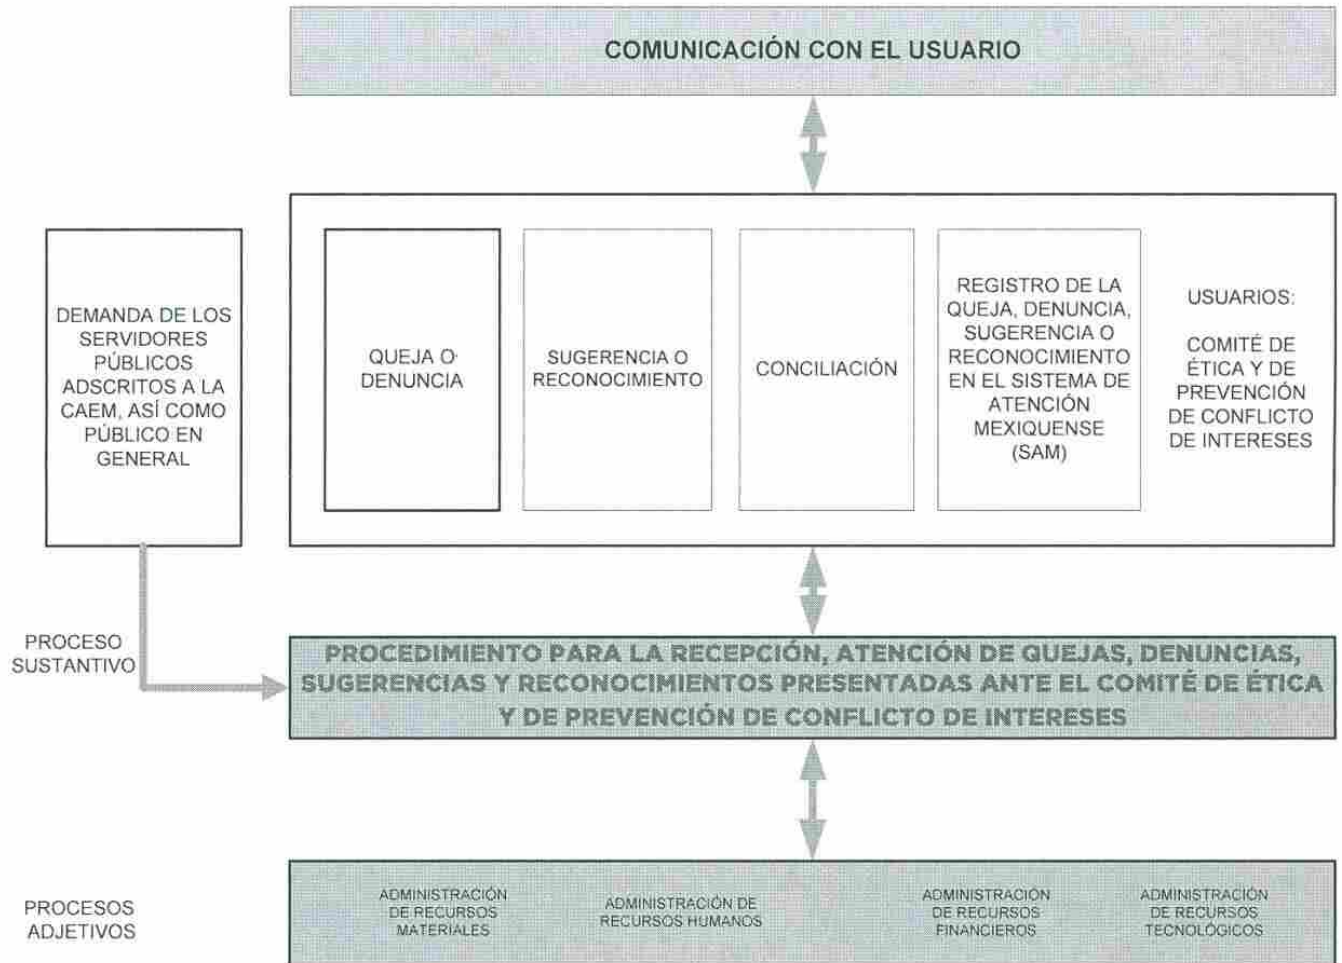 COMUNICACIÓN CON EL USUARIO
DEMANDA DE LOS
SERVIDORES
PÚBLICOS
ADSCRITOS A LA
CAEM, ASÍ COMO
PÚBLICO EN
GENERAL
QUEJA O
DENUNCIA
SUGERENCIA O
RECONOCIMIENTO
CONCILIACIÓN
REGISTRO DE LA
QUEJA, DENUNCIA,
SUGERENCIA O
RECONOCIMIENTO
EN EL SISTEMA DE
ATENCIÓN
MEXIQUENSE
(SAM)
USUARIOS:
COMITÉ DE
ÉTICA Y DE
PREVENCIÓN
DE CONFLICTO
DE INTERESES
PROCESO
SUSTANTIVO
PROCEDIMIENTO PARA LA RECEPCIÓN, ATENCIÓN DE QUEJAS, DENUNCIAS,
SUGERENCIAS Y RECONOCIMIENTOS PRESENTADAS ANTE EL COMITÉ DE ÉTICA
Y DE PREVENCIÓN DE CONFLICTO DE INTERESES
PROCESOS
ADJETIVOS
ADMINISTRACIÓN
DE RECURSOS
MATERIALES
ADMINISTRACIÓN DE
RECURSOS HUMANOS
ADMINISTRACIÓN
DE RECURSOS
FINANCIEROS
ADMINISTRACIÓN
DE RECURSOS
TECNOLÓGICOS